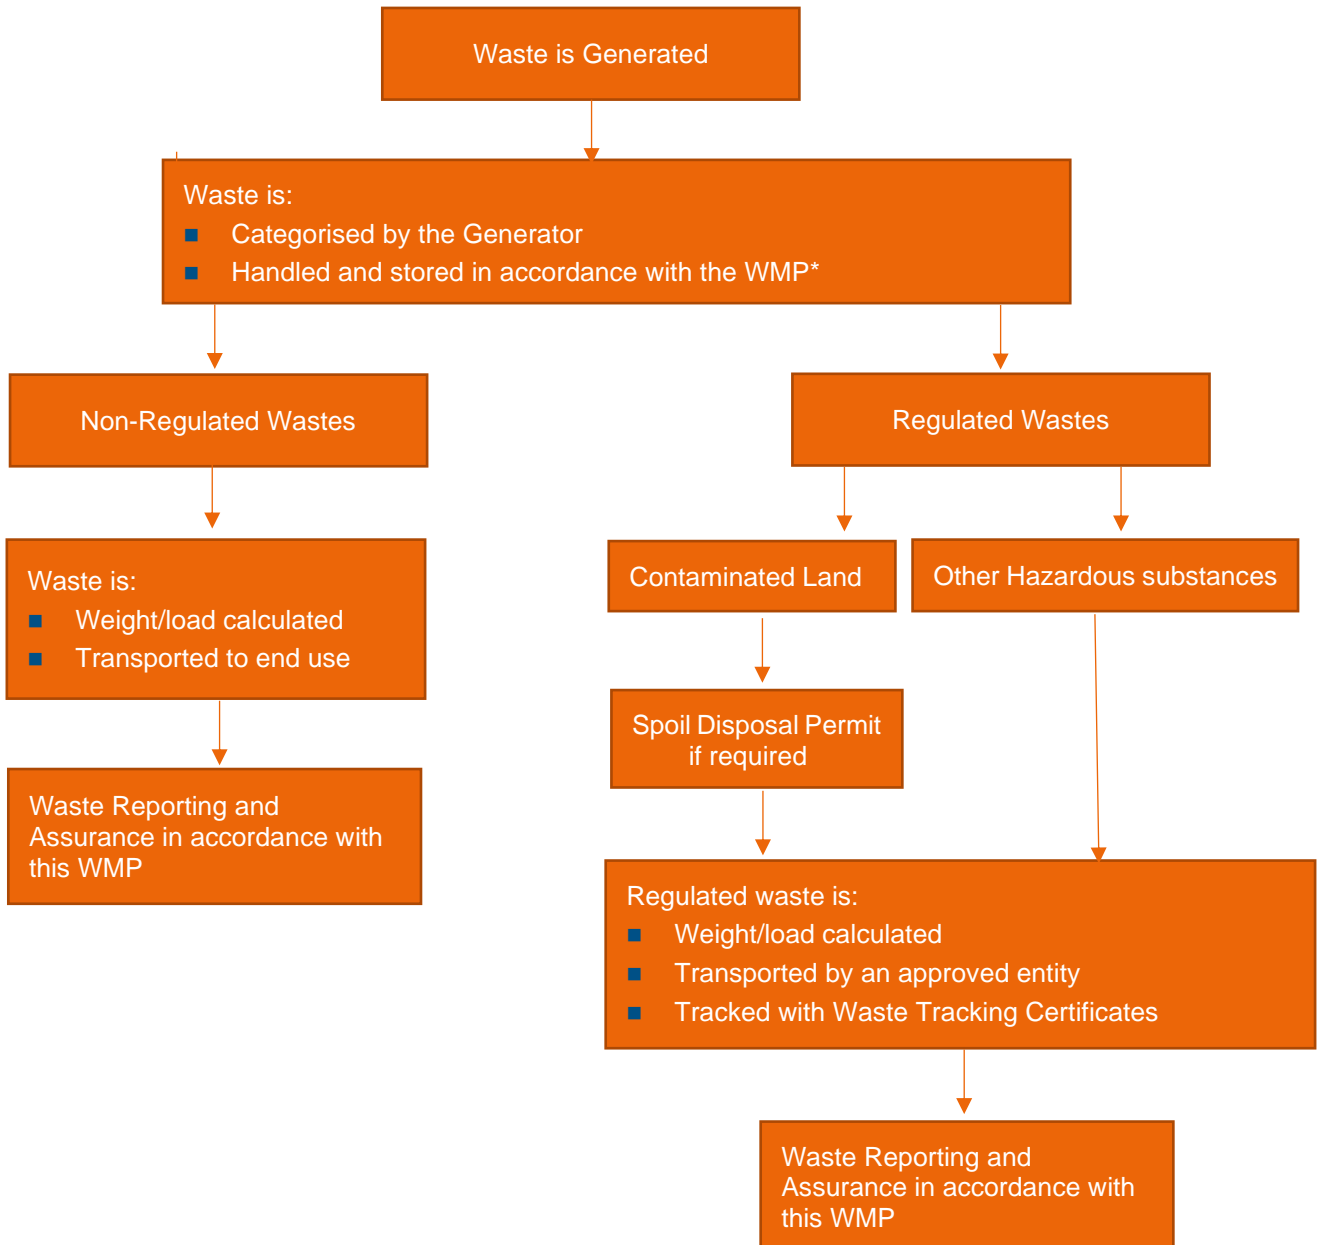 Waste is Generated
Waste is:
■ Categorised by the Generator
■ Handled and stored in accordance with the WMP*
Non-Regulated Wastes
Regulated Wastes
Waste is:
■ Weight/load calculated
■ Transported to end use
Contaminated Land
Other Hazardous substances
Spoil Disposal Permit
if required
Waste Reporting and
Assurance in accordance with
this WMP
Regulated waste is:
■ Weight/load calculated
■ Transported by an approved entity
■ Tracked with Waste Tracking Certificates
Waste Reporting and
Assurance in accordance with
this WMP